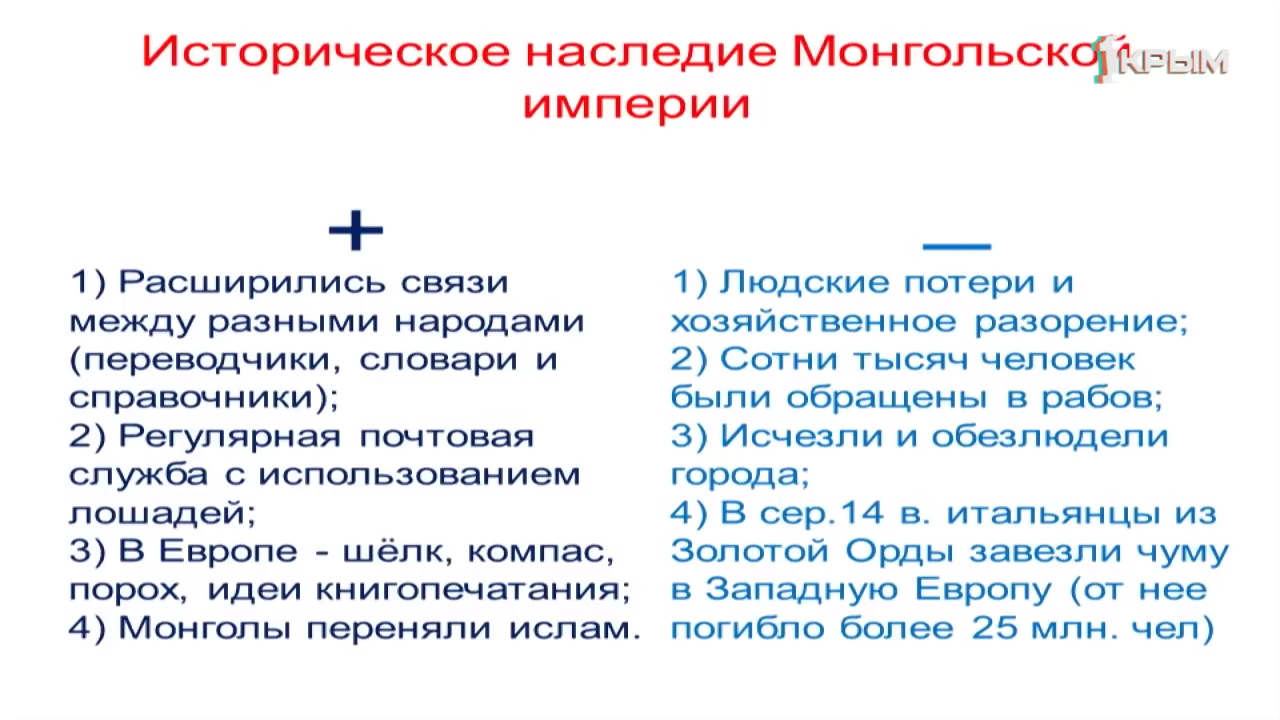 Историческое наследие Монгольской
империи
1КРЫМ
+
1) Расширились связи
между разными народами
(переводчики, словари и
справочники);
2) Регулярная почтовая
служба с использованием
лошадей;
3) В Европе - шёлк, компас,
порох, идеи книгопечатания;
4) Монголы переняли ислам.
—
1) Людские потери и
хозяйственное разорение;
2) Сотни тысяч человек
были обращены в рабов;
3) Исчезли и обезлюдели
города;
4) В сер.14 в. итальянцы из
Золотой Орды завезли чуму
в Западную Европу (от нее
погибло более 25 млн. чел)